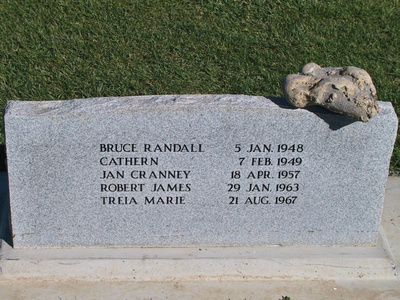 BRUCE RANDALL 5 JAN. 1948
CATHERN 7 FEB. 1949
JAN CRANNEY 18 APR. 1957
ROBERT JAMES 29 JAN. 1963
TREIA MARIE 21 AUG. 1967